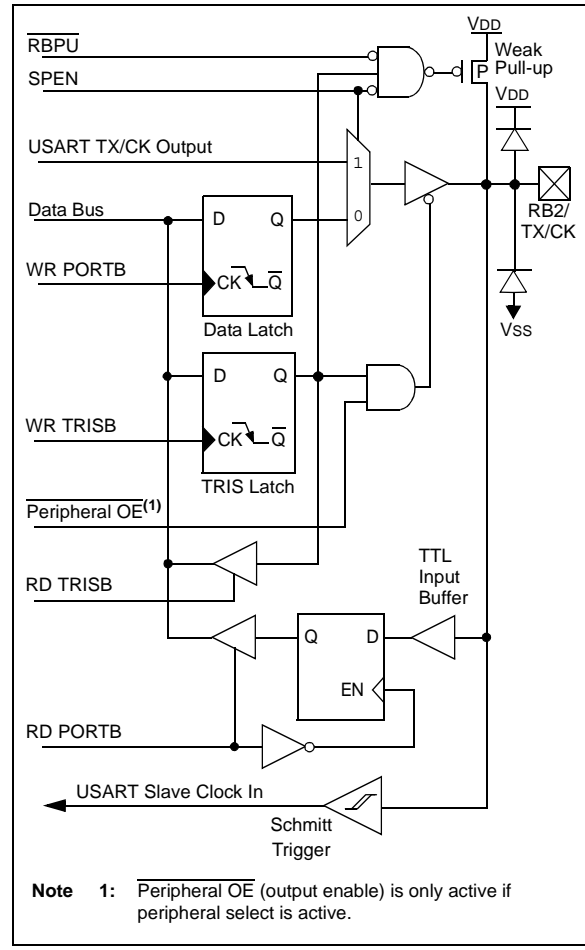 VDD
RBPU
Weak
Pull-up
P
SPEN
VDD
USART TX/CK Output
1
0
RB2/
TX/CK
Data Bus
D Q
WR PORTB
CK Q
Data Latch
VSS
D Q
WR TRISB
CK Q
TRIS Latch
Peripheral OE(1)
RD TRISB
TTL
Input
Buffer
Q D
EN
RD PORTB
USART Slave Clock In
Schmitt
Trigger
Note 1: Peripheral OE (output enable) is only active if
peripheral select is active.